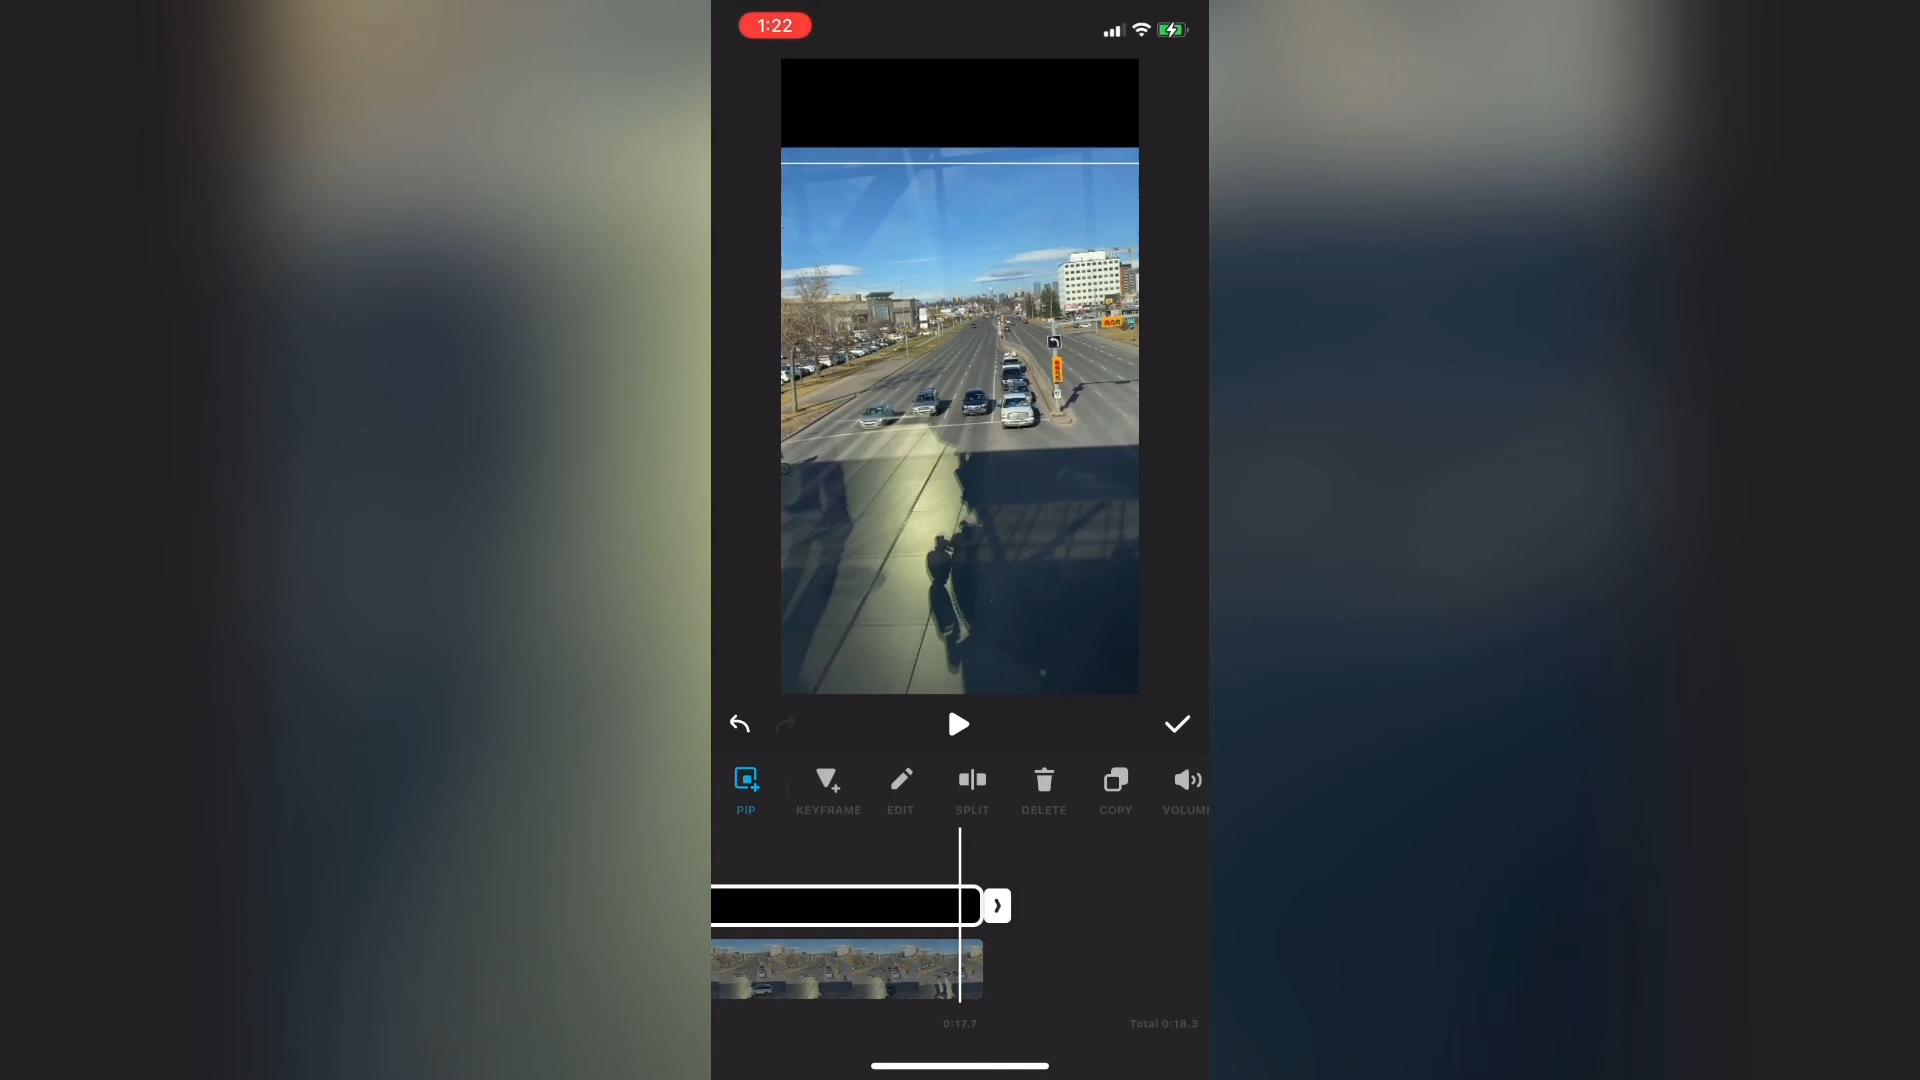 1:22
PIP
KEYFRAME
EDIT
SPLIT
DELETE
COPY
VOLUM
0:17.7
Total 0:18.3